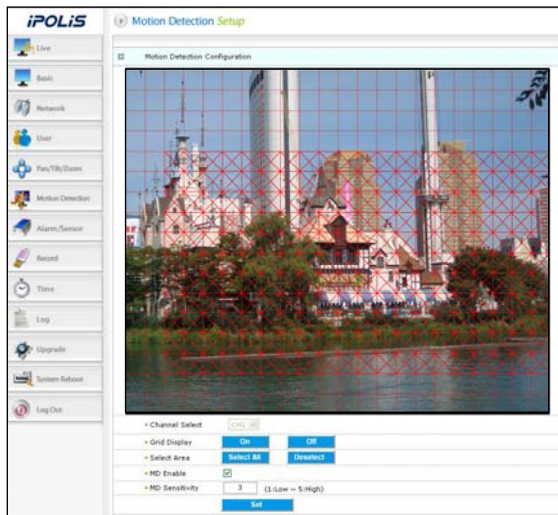 iPOLiS
Motion Detection Setup
Live
Motion Detection Configuration
Basic
Network
User
Pan/Tilt/Zoom
Motion Detection
Alarm/Sensor
Record
Time
Log
Upgrade
System Reboot
Log Out
Channel Select CH1
Grid Display On Off
Select Area Select All Deselect
MD Enable
MD Sensitivity 3 (1:Low ~ 5:High)
Set